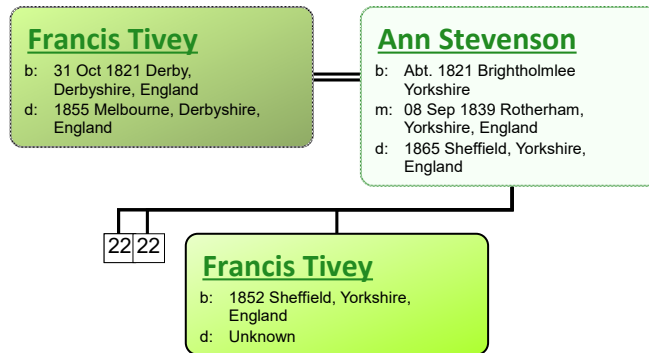 Francis Tivey
b: 31 Oct 1821 Derby,
Derbyshire, England
d: 1855 Melbourne, Derbyshire,
England
Ann Stevenson
b: Abt. 1821 Brightholmlee
Yorkshire
m: 08 Sep 1839 Rotherham,
Yorkshire, England
d: 1865 Sheffield, Yorkshire,
England
22 22
Francis Tivey
b: 1852 Sheffield, Yorkshire,
England
d: Unknown